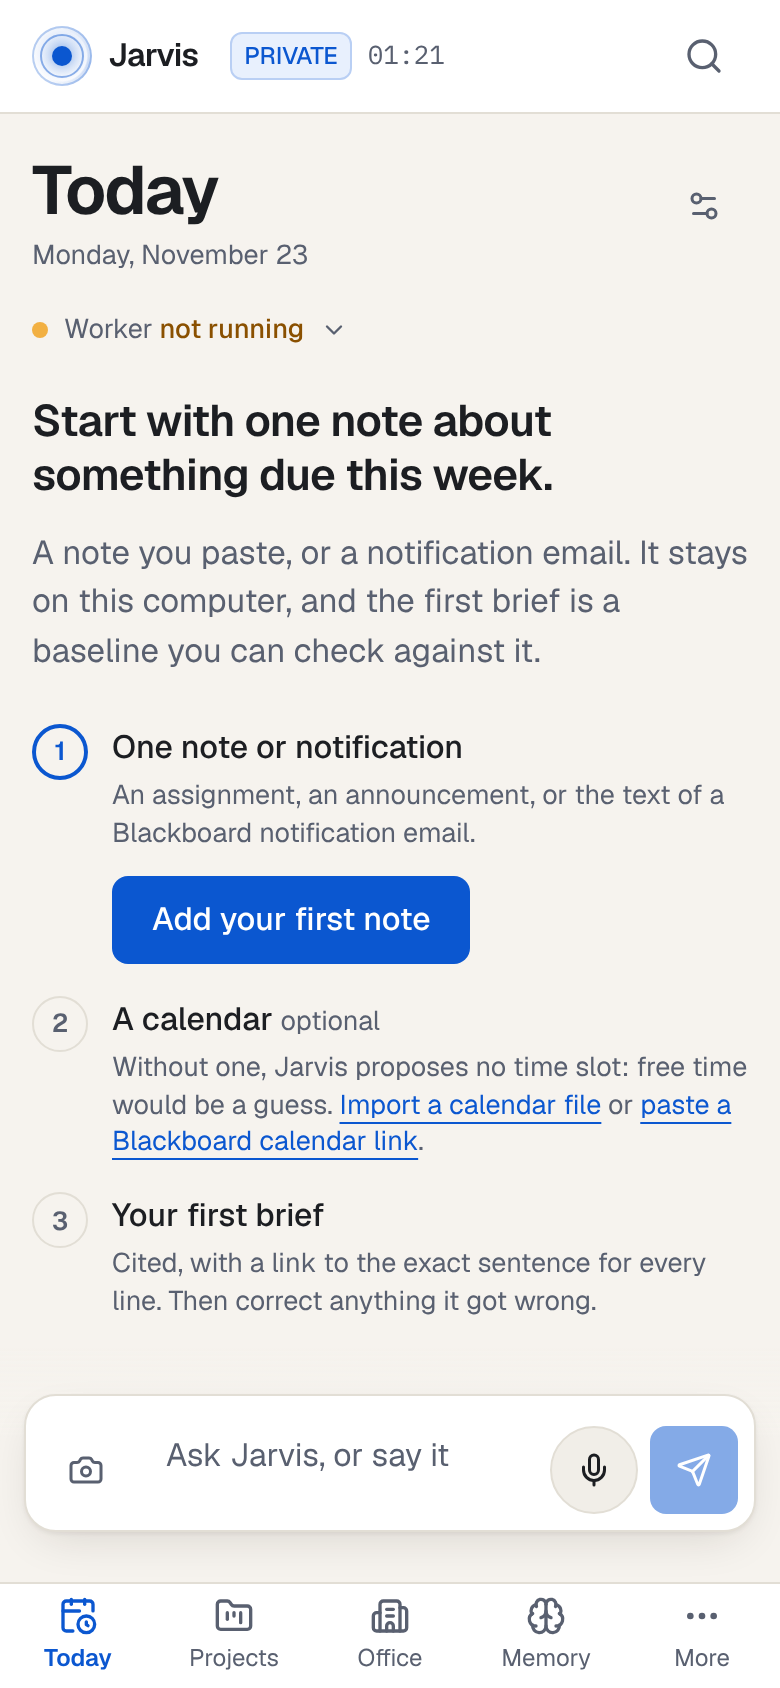 Jarvis PRIVATE 01:21
Today
Monday, November 23
Worker not running
Start with one note about
something due this week.
A note you paste, or a notification email. It stays
on this computer, and the first brief is a
baseline you can check against it.
1 One note or notification
An assignment, an announcement, or the text of a
Blackboard notification email.
Add your first note
2 A calendar optional
Without one, Jarvis proposes no time slot: free time
would be a guess. Import a calendar file or paste a
Blackboard calendar link.
3 Your first brief
Cited, with a link to the exact sentence for every
line. Then correct anything it got wrong.
Ask Jarvis, or say it
Today Projects Office Memory More